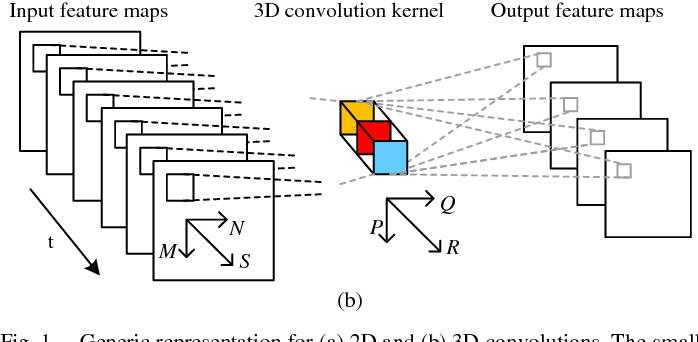 Input feature maps
3D convolution kernel
Output feature maps
t
M
N
S
P
Q
R
(b)
Fig. 1. Generic representation for (a) 2D and (b) 3D convolutions. The small